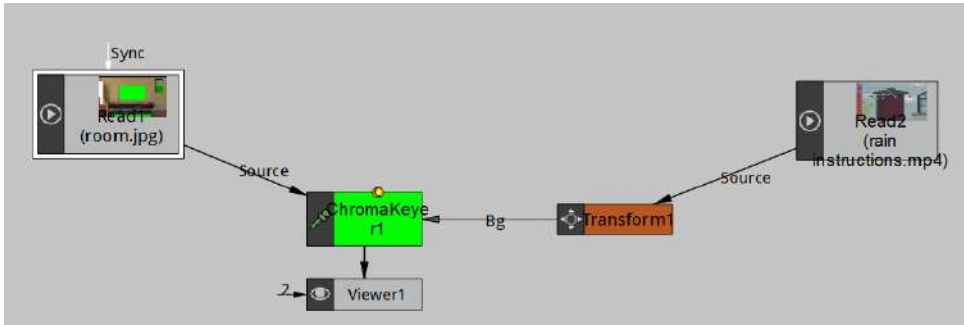 Sync
Read1
(room.jpg)
Read2
(rain
instructions.mp4)
Source
Source
ChromaKeye
r1
Bg
Transform1
2
Viewer1